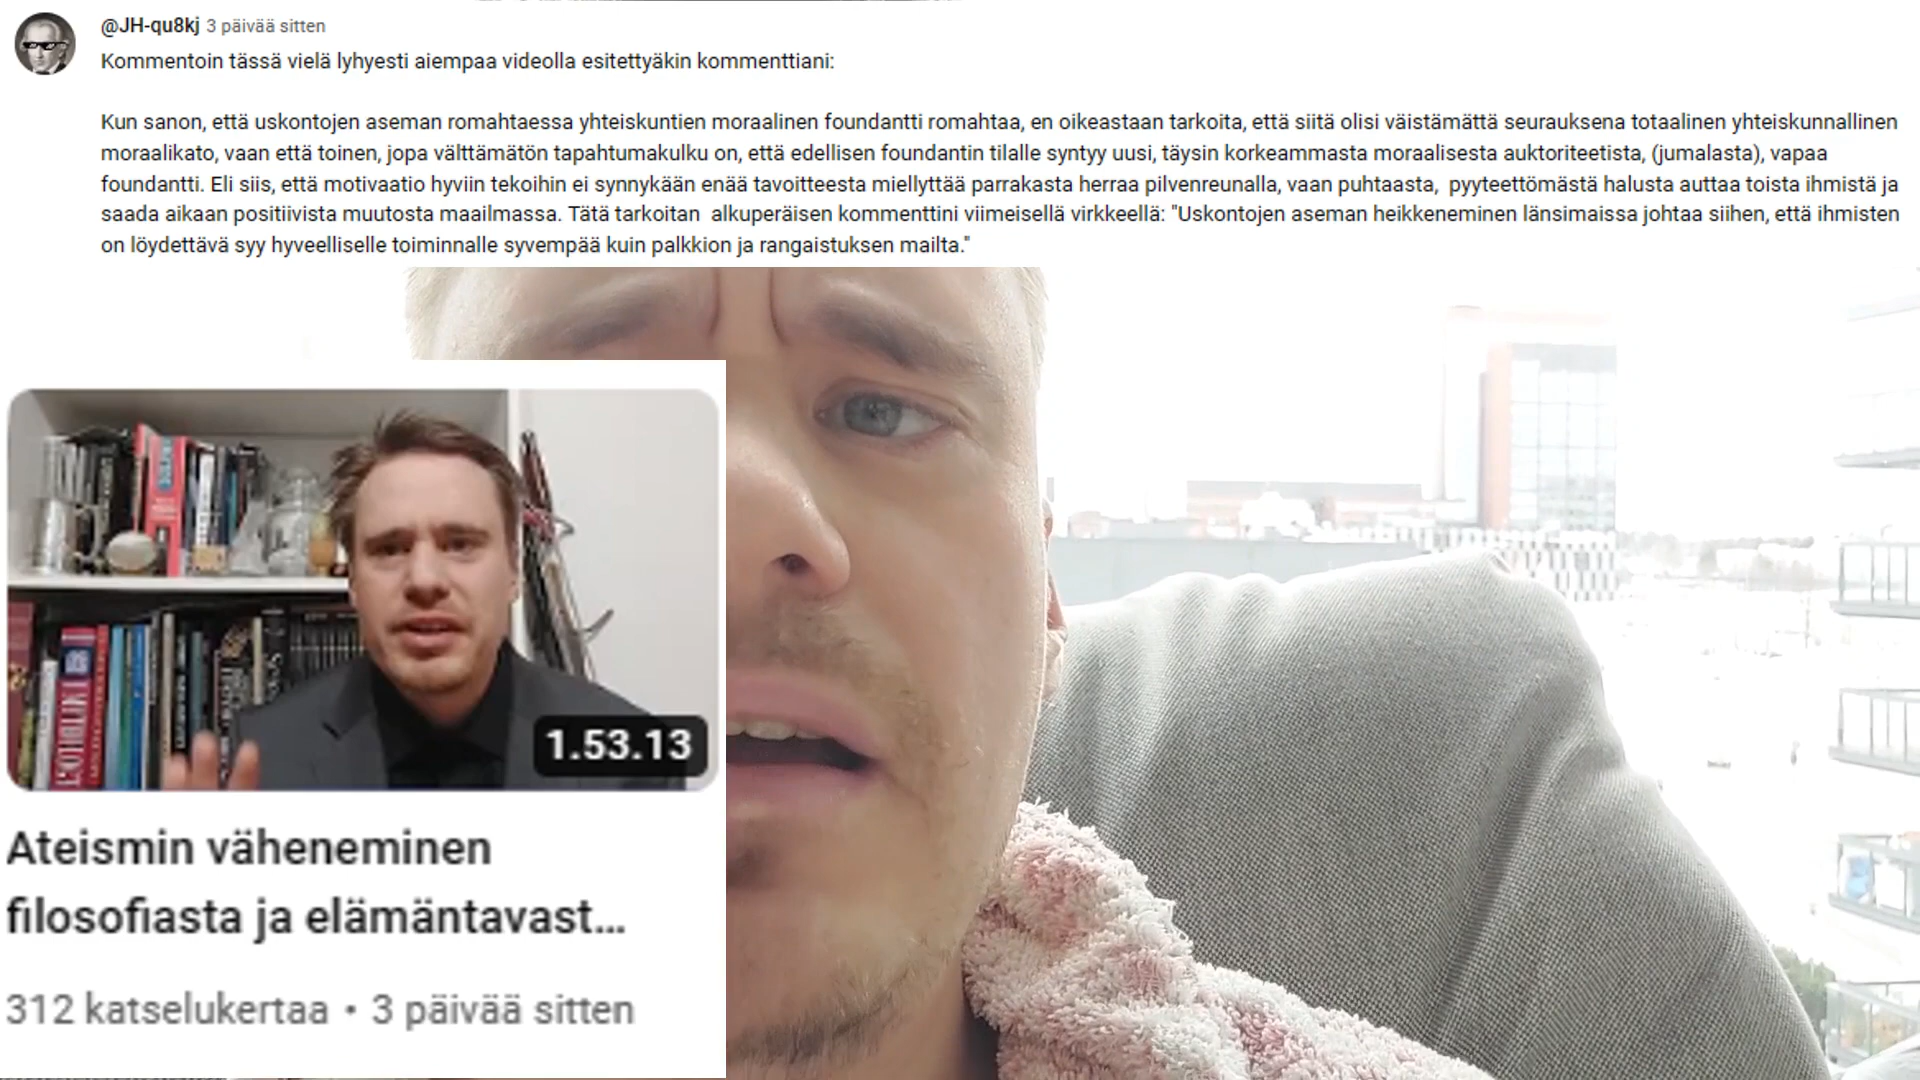 @JH-qu8kj 3 päivää sitten
Kommentoin tässä vielä lyhyesti aiempaa videolla esitettyäkin kommenttiani:
Kun sanon, että uskontojen aseman romahtaessa yhteiskuntien moraalinen foundantti romahtaa, en oikeastaan tarkoita, että siitä olisi väistämättä seurauksena totaalinen yhteiskunnallinen
moraalikato, vaan että toinen, jopa välttämätön tapahtumakulku on, että edellisen foundantin tilalle syntyy uusi, täysin korkeammasta moraalisesta auktoriteetista, (jumalasta), vapaa
foundantti. Eli siis, että motivaatio hyviin tekoihin ei synnykään enää tavoitteesta miellyttää parrakasta herraa pilvenreunalla, vaan puhtaasta, pyyteettömästä halusta auttaa toista ihmistä ja
saada aikaan positiivista muutosta maailmassa. Tätä tarkoitan alkuperäisen kommenttini viimeisellä virkkeellä: "Uskontojen aseman heikkeneminen länsimaissa johtaa siihen, että ihmisten
on löydettävä syy hyveelliselle toiminnalle syvempää kuin palkkion ja rangaistuksen mailta."
1.53.13
Ateismin väheneminen
filosofiasta ja elämäntavast...
312 katselukertaa • 3 päivää sitten